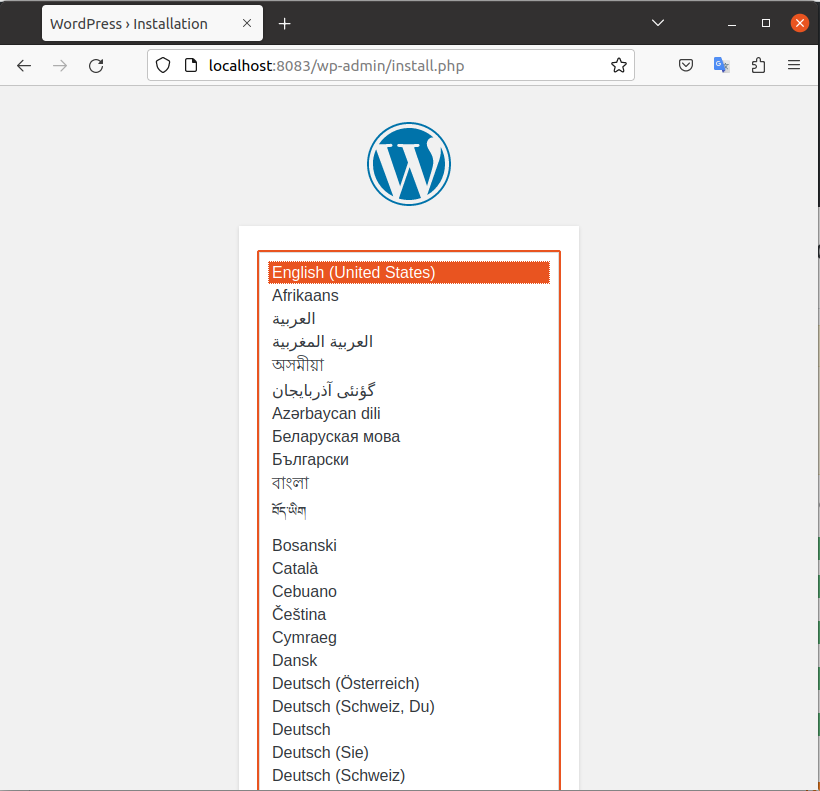 WordPress › Installation
localhost:8083/wp-admin/install.php
English (United States)
Afrikaans
العربية
العربية المغربية
অসমীয়া
گؤنئی آذربایجان
Azərbaycan dili
Беларуская мова
Български
বাংলা
བོད་ཡིག
Bosanski
Català
Cebuano
Čeština
Cymraeg
Dansk
Deutsch (Österreich)
Deutsch (Schweiz, Du)
Deutsch
Deutsch (Sie)
Deutsch (Schweiz)